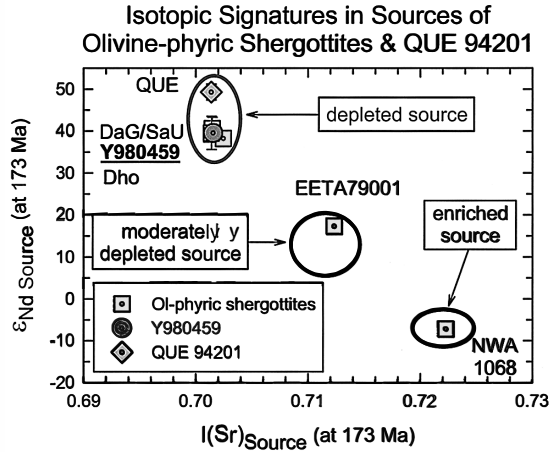 Isotopic Signatures in Sources of
Olivine-phyric Shergottites & QUE 94201
εNd Source (at 173 Ma)
50
40
30
20
10
0
-10
-20
QUE
DaG/SaU
Y980459
Dho
depleted source
EETA79001
moderately y
depleted source
enriched
source
NWA
1068
Ol-phyric shergottites
Y980459
QUE 94201
0.69
0.70
0.71
0.72
0.73
I(Sr)Source (at 173 Ma)